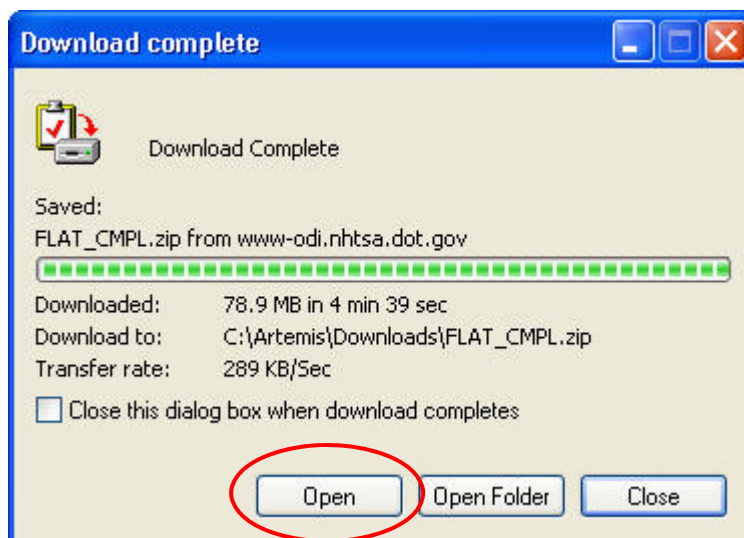 Download complete
Download Complete
Saved:
FLAT_CMPL.zip from www-odi.nhtsa.dot.gov
Downloaded: 78.9 MB in 4 min 39 sec
Download to: C:\Artemis\Downloads\FLAT_CMPL.zip
Transfer rate: 289 KB/Sec
Close this dialog box when download completes
Open Open Folder Close